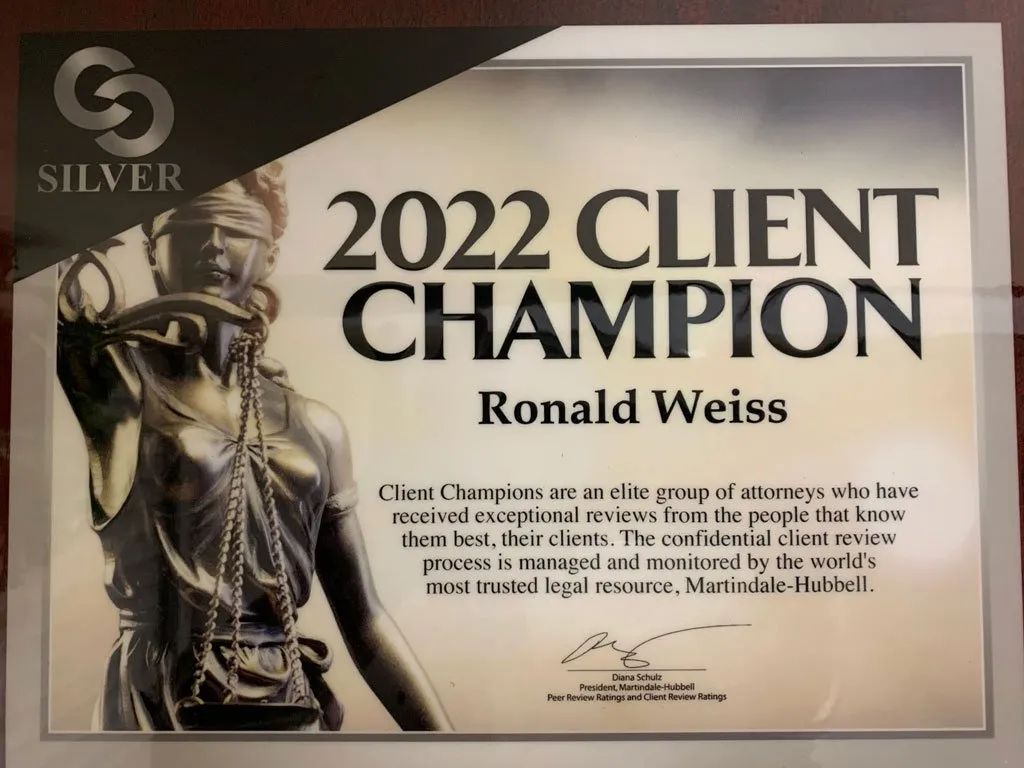 SILVER
2022 CLIENT
CHAMPION
Ronald Weiss
Client Champions are an elite group of attorneys who have
received exceptional reviews from the people that know
them best, their clients. The confidential client review
process is managed and monitored by the world's
most trusted legal resource, Martindale-Hubbell.
Diana Schulz
President, Martindale-Hubbell
Peer Review Ratings and Client Review Ratings